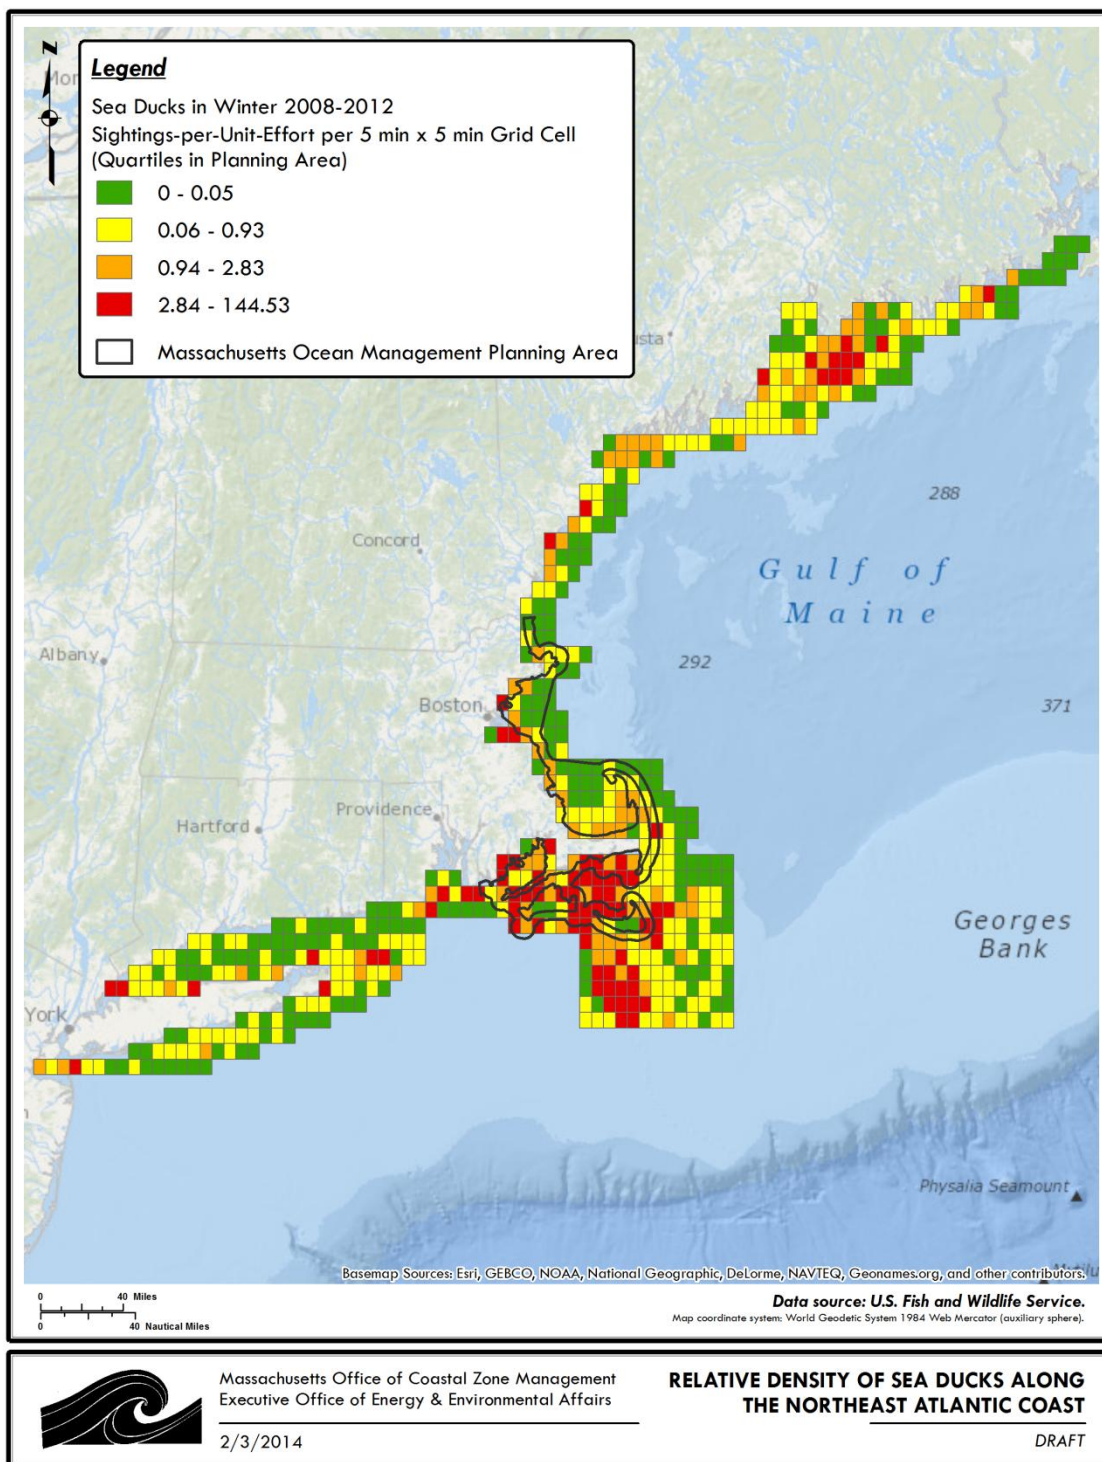 N
Mon
Legend
Sea Ducks in Winter 2008-2012
Sightings-per-Unit-Effort per 5 min x 5 min Grid Cell
(Quartiles in Planning Area)
0 - 0.05
0.06 - 0.93
0.94 - 2.83
2.84 - 144.53
Massachusetts Ocean Management Planning Area
usta
288
Concord
Gulf of
Maine
Albany
292
Boston
371
Providence
Hartford
Georges
Bank
York
Physalia Seamount
Basemap Sources: Esri, GEBCO, NOAA, National Geographic, DeLorme, NAVTEQ, Geonames.org, and other contributors.
0 40 Miles
0 40 Nautical Miles
Data source: U.S. Fish and Wildlife Service.
Map coordinate system: World Geodetic System 1984 Web Mercator (auxiliary sphere).
Massachusetts Office of Coastal Zone Management
Executive Office of Energy & Environmental Affairs
2/3/2014
RELATIVE DENSITY OF SEA DUCKS ALONG
THE NORTHEAST ATLANTIC COAST
DRAFT